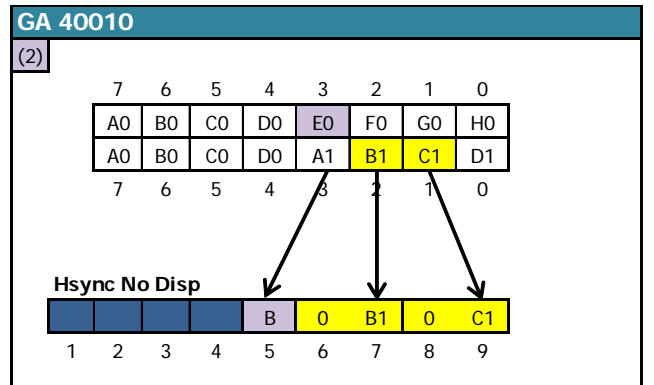 GA 40010
(2)
7 6 5 4 3 2 1 0
A0 B0 C0 D0 E0 F0 G0 H0
A0 B0 C0 D0 A1 B1 C1 D1
7 6 5 4 3 2 1 0
Hsync No Disp
B 0 B1 0 C1
1 2 3 4 5 6 7 8 9